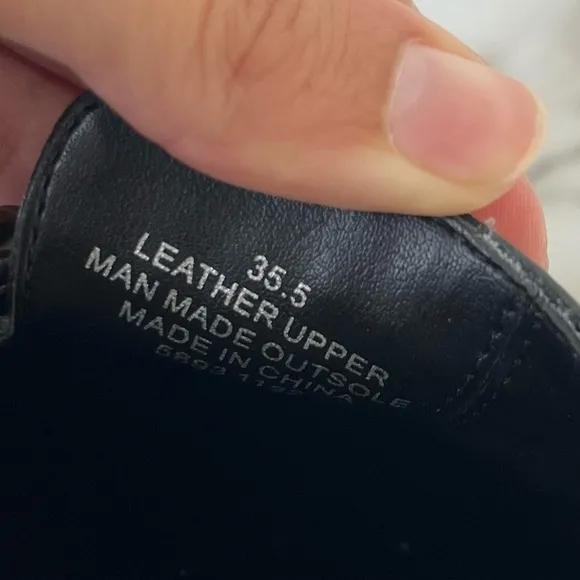 35.5
LEATHER UPPER
MAN MADE OUTSOLE
MADE IN CHINA